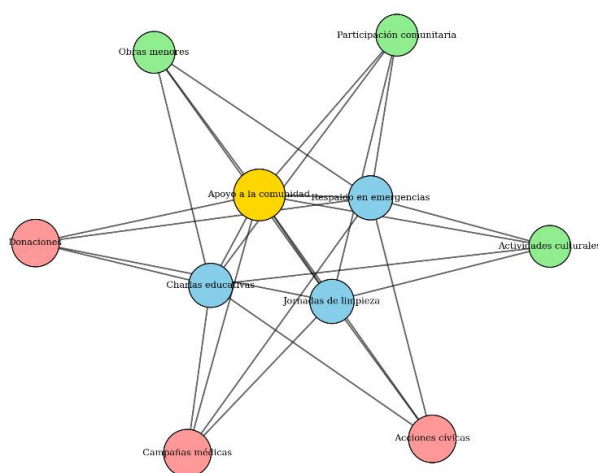 Participación comunitaria
Obras menores
Apoyo a la comunidad
Respaldo en emergencias
Donaciones
Actividades culturales
Charlas educativas
Jornadas de limpieza
Acciones cívicas
Campañas médicas